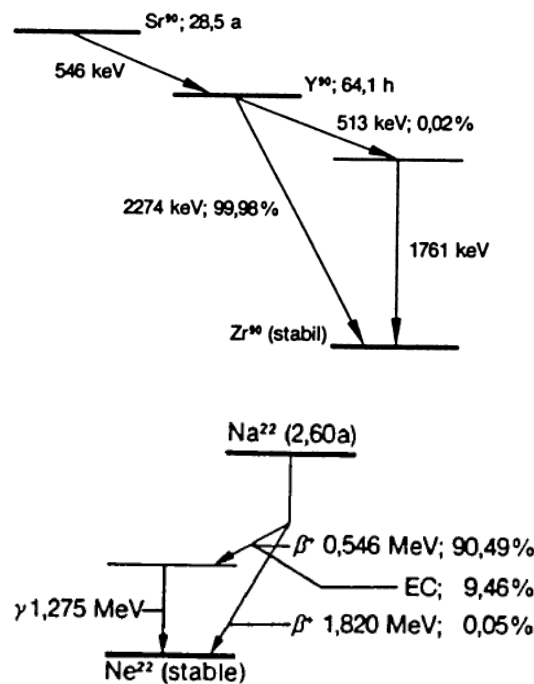 Sr⁹⁰; 28,5 a
546 keV
Y⁹⁰; 64,1 h
513 keV; 0,02%
2274 keV; 99,98%
1761 keV
Zr⁹⁰ (stabil)
Na²² (2,60a)
β⁺ 0,546 MeV; 90,49%
EC; 9,46%
γ 1,275 MeV
β⁺ 1,820 MeV; 0,05%
Ne²² (stable)